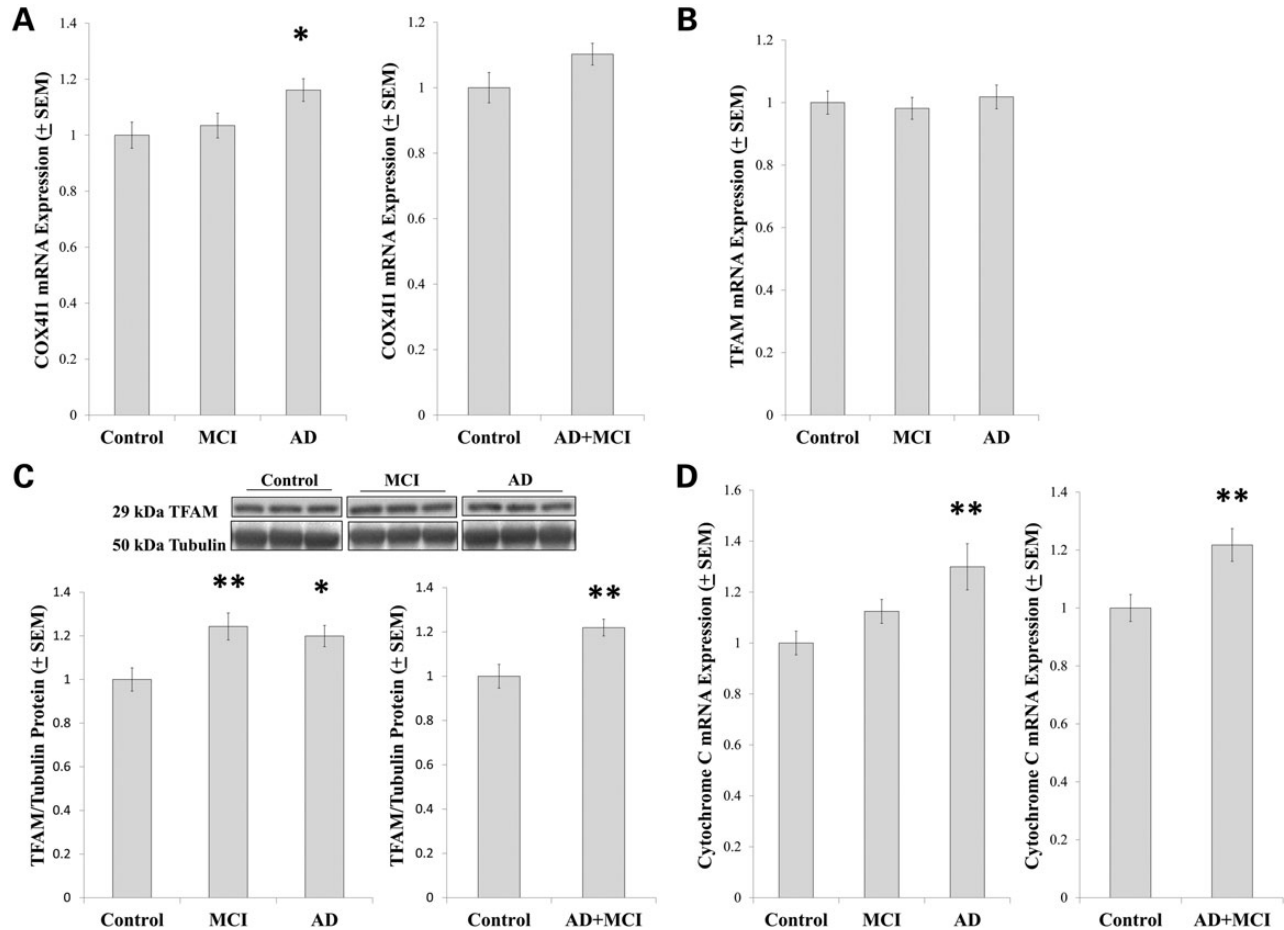 A
COX4I1 mRNA Expression (± SEM)
1.4
1.2
1
0.8
0.6
0.4
0.2
0
*
Control MCI AD
COX4I1 mRNA Expression (± SEM)
1.2
1
0.8
0.6
0.4
0.2
0
Control AD+MCI
B
TFAM mRNA Expression (± SEM)
1.2
1
0.8
0.6
0.4
0.2
0
Control MCI AD
C
Control MCI AD
29 kDa TFAM
50 kDa Tubulin
TFAM/Tubulin Protein (± SEM)
1.4
1.2
1
0.8
0.6
0.4
0.2
0
** *
Control MCI AD
TFAM/Tubulin Protein (± SEM)
1.4
1.2
1
0.8
0.6
0.4
0.2
0
**
Control AD+MCI
D
Cytochrome C mRNA Expression (± SEM)
1.6
1.4
1.2
1
0.8
0.6
0.4
0.2
0
**
Control MCI AD
Cytochrome C mRNA Expression (± SEM)
1.4
1.2
1
0.8
0.6
0.4
0.2
0
**
Control AD+MCI